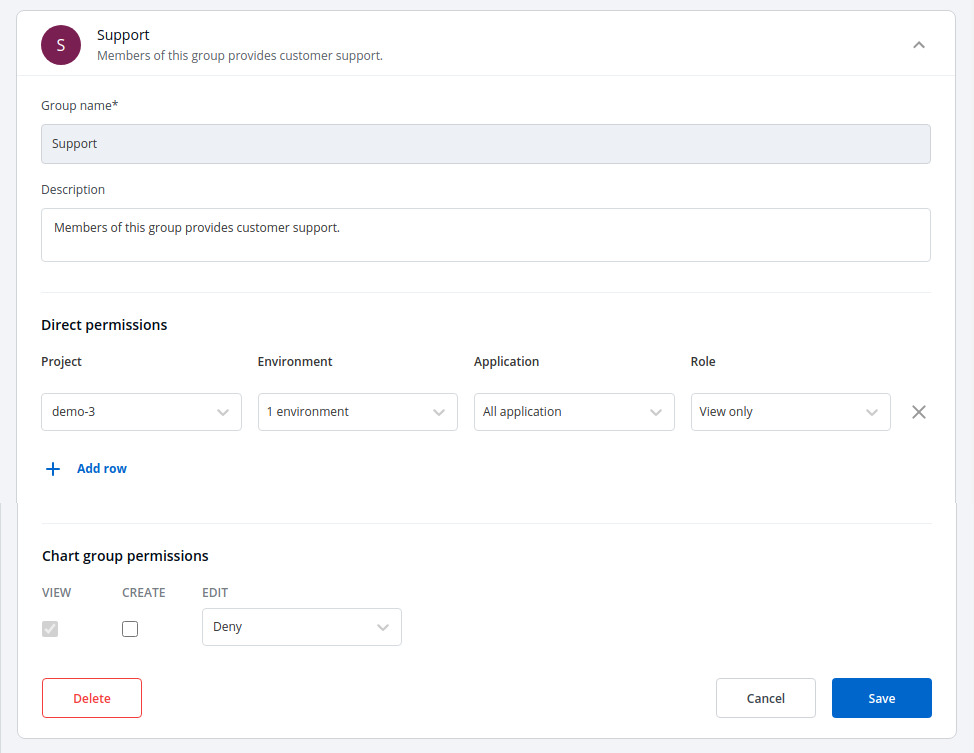 S
Support
Members of this group provides customer support.
Group name*
Support
Description
Members of this group provides customer support.
Direct permissions
Project Environment Application Role
demo-3 1 environment All application View only
Add row
Chart group permissions
VIEW CREATE EDIT
Deny
Delete Cancel Save